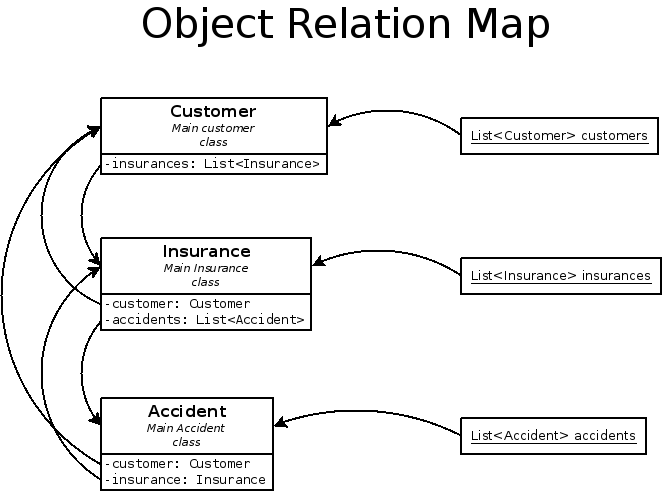 Object Relation Map
Customer
Main customer
class
-insurances: List<Insurance>
List<Customer> customers
Insurance
Main Insurance
class
-customer: Customer
-accidents: List<Accident>
List<Insurance> insurances
Accident
Main Accident
class
-customer: Customer
-insurance: Insurance
List<Accident> accidents